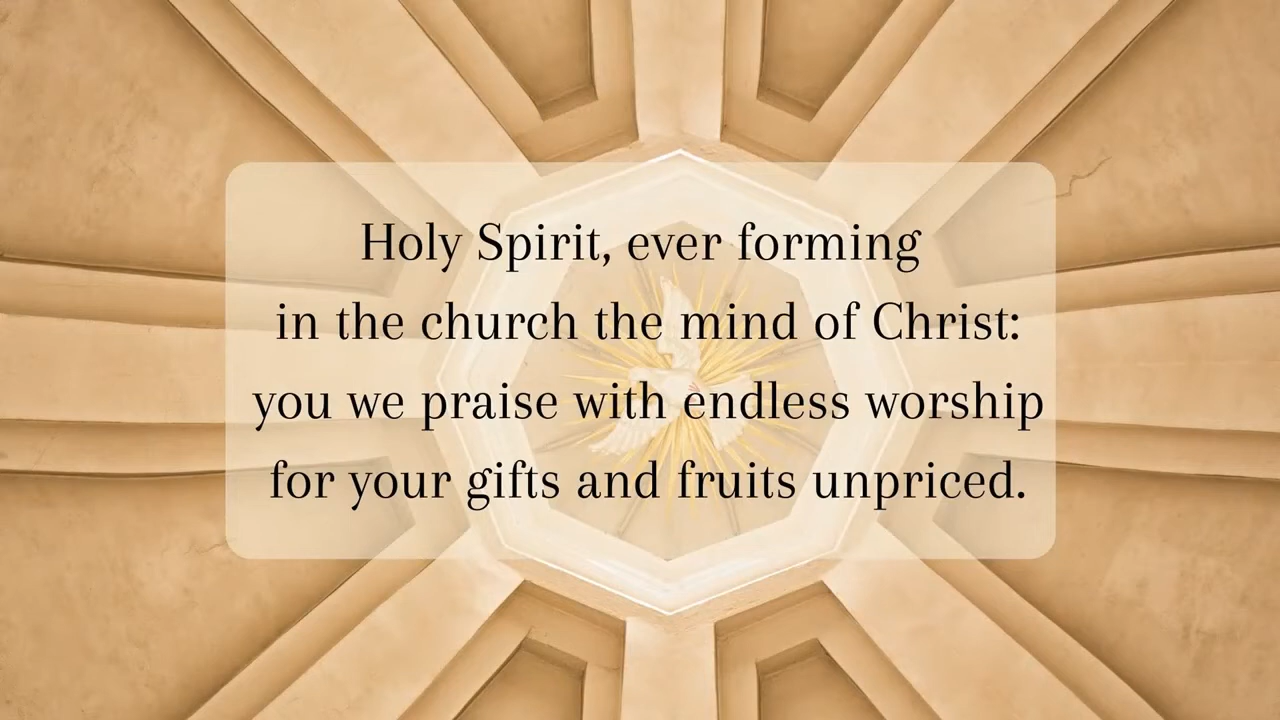 Holy Spirit, ever forming
in the church the mind of Christ:
you we praise with endless worship
for your gifts and fruits unpriced.